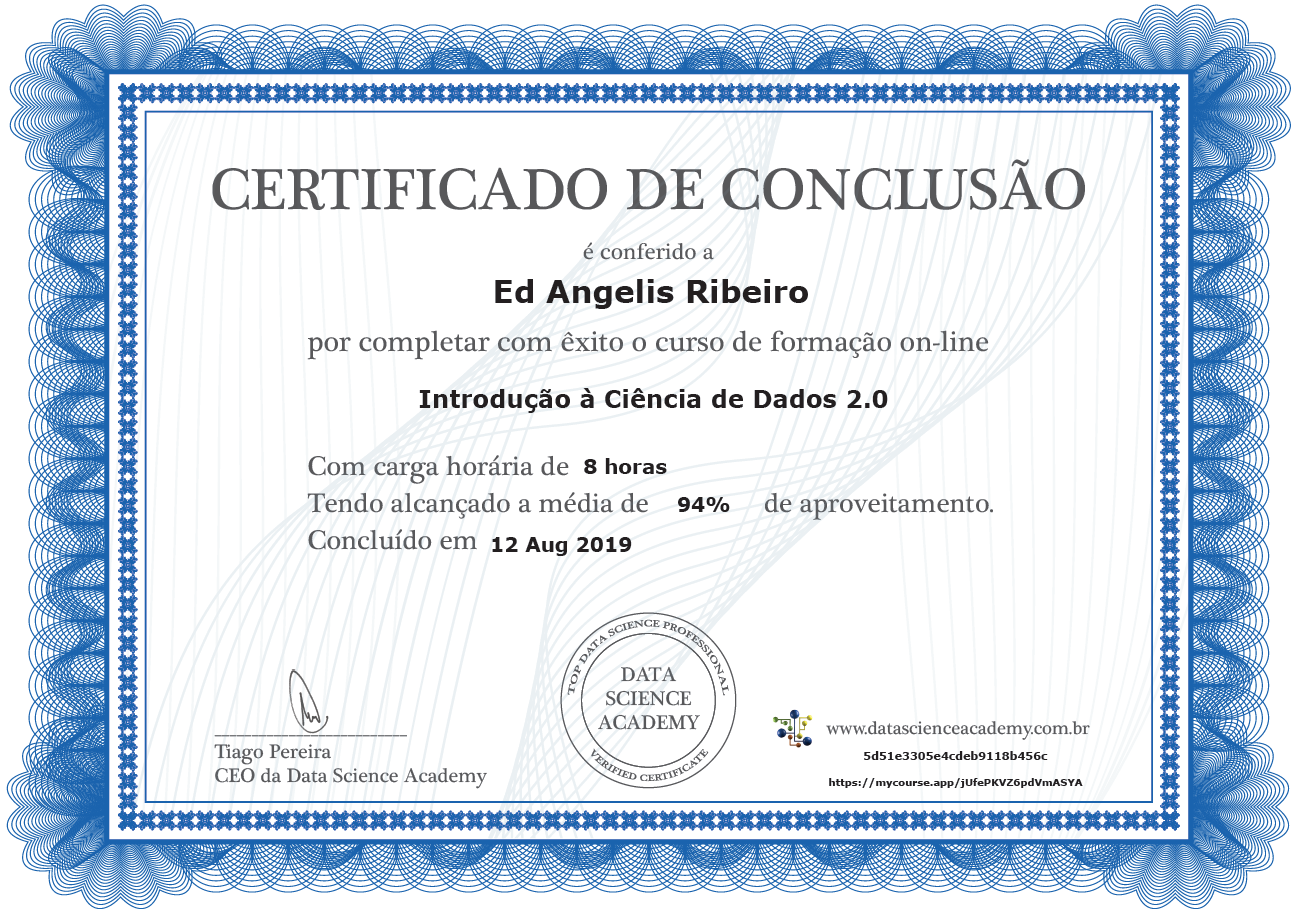 CERTIFICADO DE CONCLUSÃO
é conferido a
Ed Angelis Ribeiro
por completar com êxito o curso de formação on-line
Introdução à Ciência de Dados 2.0
Com carga horária de 8 horas
Tendo alcançado a média de 94% de aproveitamento.
Concluído em 12 Aug 2019
TOP DATA SCIENCE PROFESSIONAL
DATA
SCIENCE
ACADEMY
VERIFIED CERTIFICATE
Tiago Pereira
CEO da Data Science Academy
www.datascienceacademy.com.br
5d51e3305e4cdeb9118b456c
https://mycourse.app/jUfePKVZ6pdVmASYA